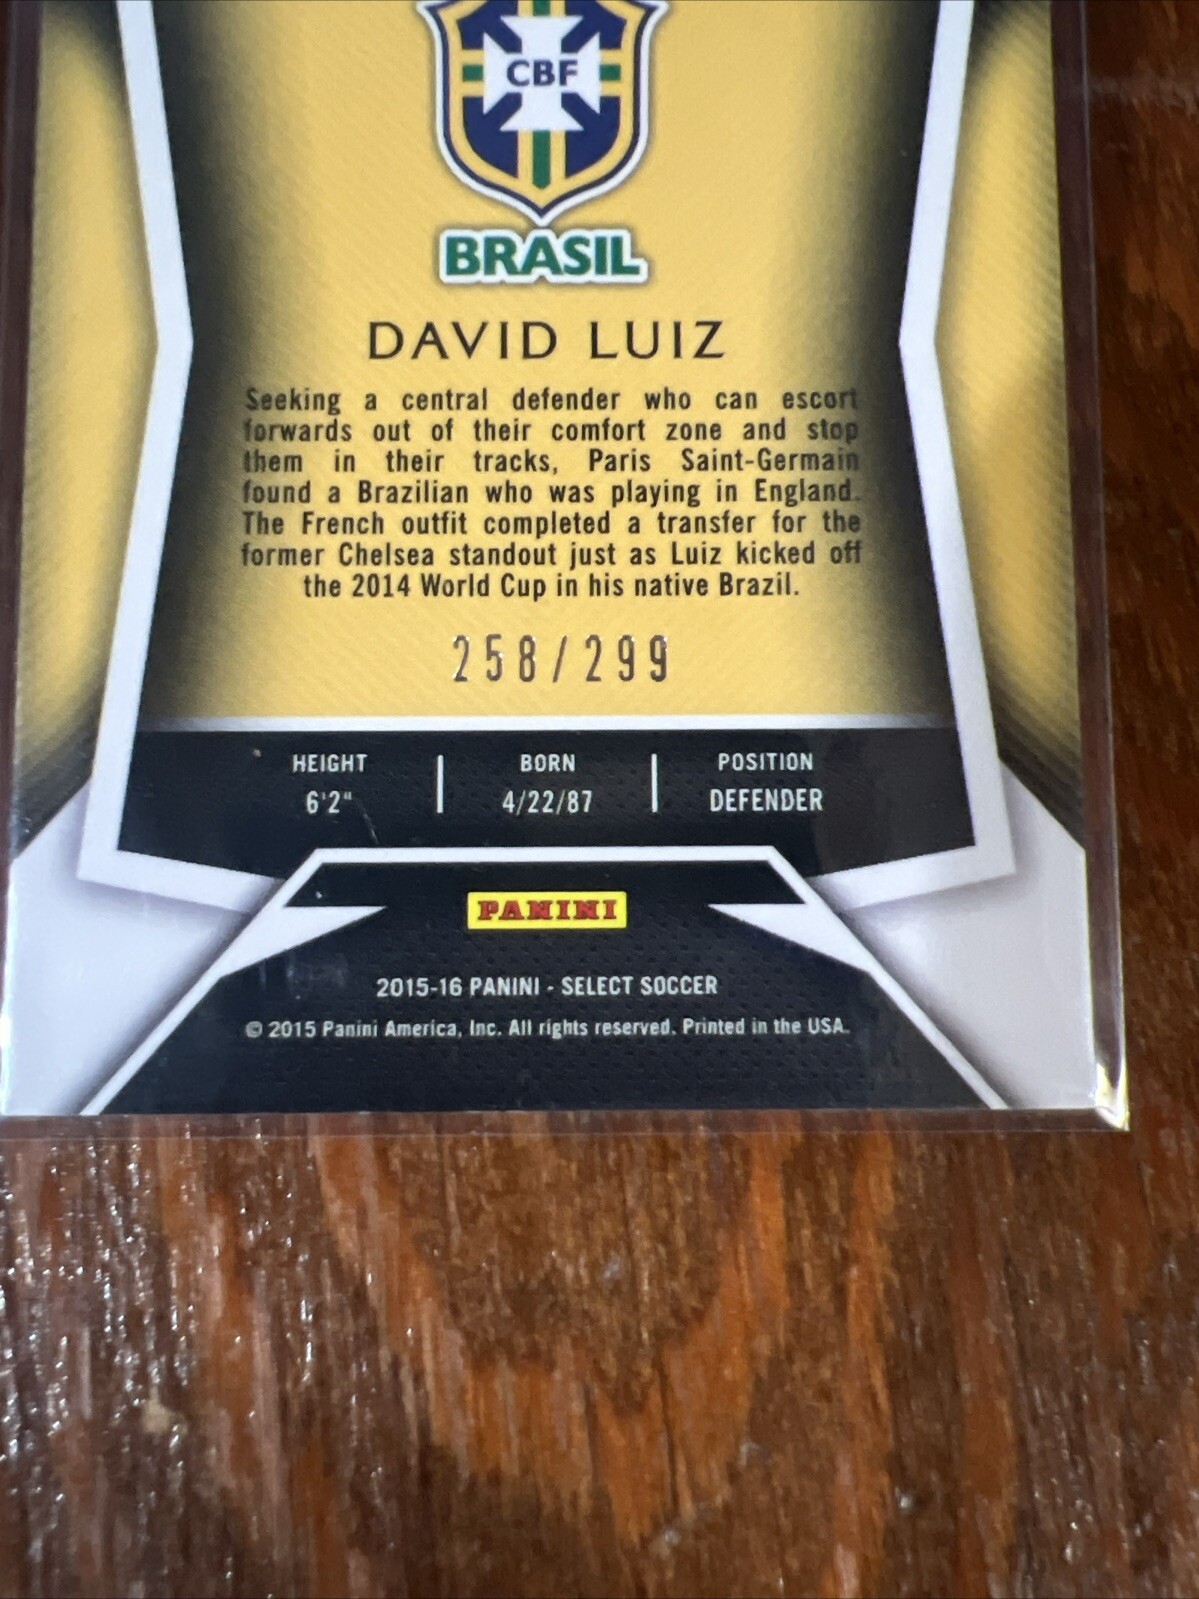 CBF
BRASIL
DAVID LUIZ
Seeking a central defender who can escort
forwards out of their comfort zone and stop
them in their tracks, Paris Saint-Germain
found a Brazilian who was playing in England.
The French outfit completed a transfer for the
former Chelsea standout just as Luiz kicked off
the 2014 World Cup in his native Brazil.
258/299
HEIGHT BORN POSITION
6'2" 4/22/87 DEFENDER
PANINI
2015-16 PANINI - SELECT SOCCER
© 2015 Panini America, Inc. All rights reserved. Printed in the USA.